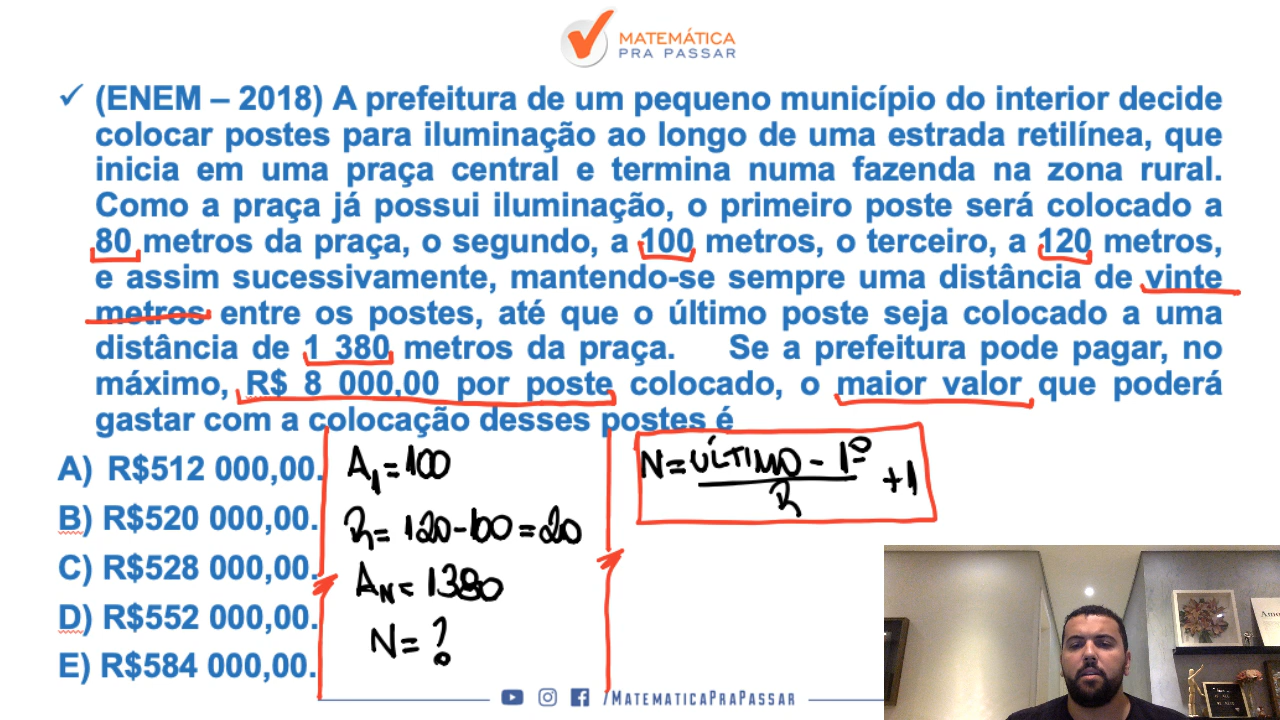 MATEMÁTICA
PRA PASSAR
✓ (ENEM – 2018) A prefeitura de um pequeno município do interior decide
colocar postes para iluminação ao longo de uma estrada retilínea, que
inicia em uma praça central e termina numa fazenda na zona rural.
Como a praça já possui iluminação, o primeiro poste será colocado a
80 metros da praça, o segundo, a 100 metros, o terceiro, a 120 metros,
e assim sucessivamente, mantendo-se sempre uma distância de vinte
metros entre os postes, até que o último poste seja colocado a uma
distância de 1 380 metros da praça. Se a prefeitura pode pagar, no
máximo, R$ 8 000,00 por poste colocado, o maior valor que poderá
gastar com a colocação desses postes é
A) R$512 000,00.
B) R$520 000,00.
C) R$528 000,00.
D) R$552 000,00.
E) R$584 000,00.
A1=100
R=120-100=20
AN=1380
N=?
N=ÚLTIMO-1º
R
+1
/MATEMATICAPRAPASSAR